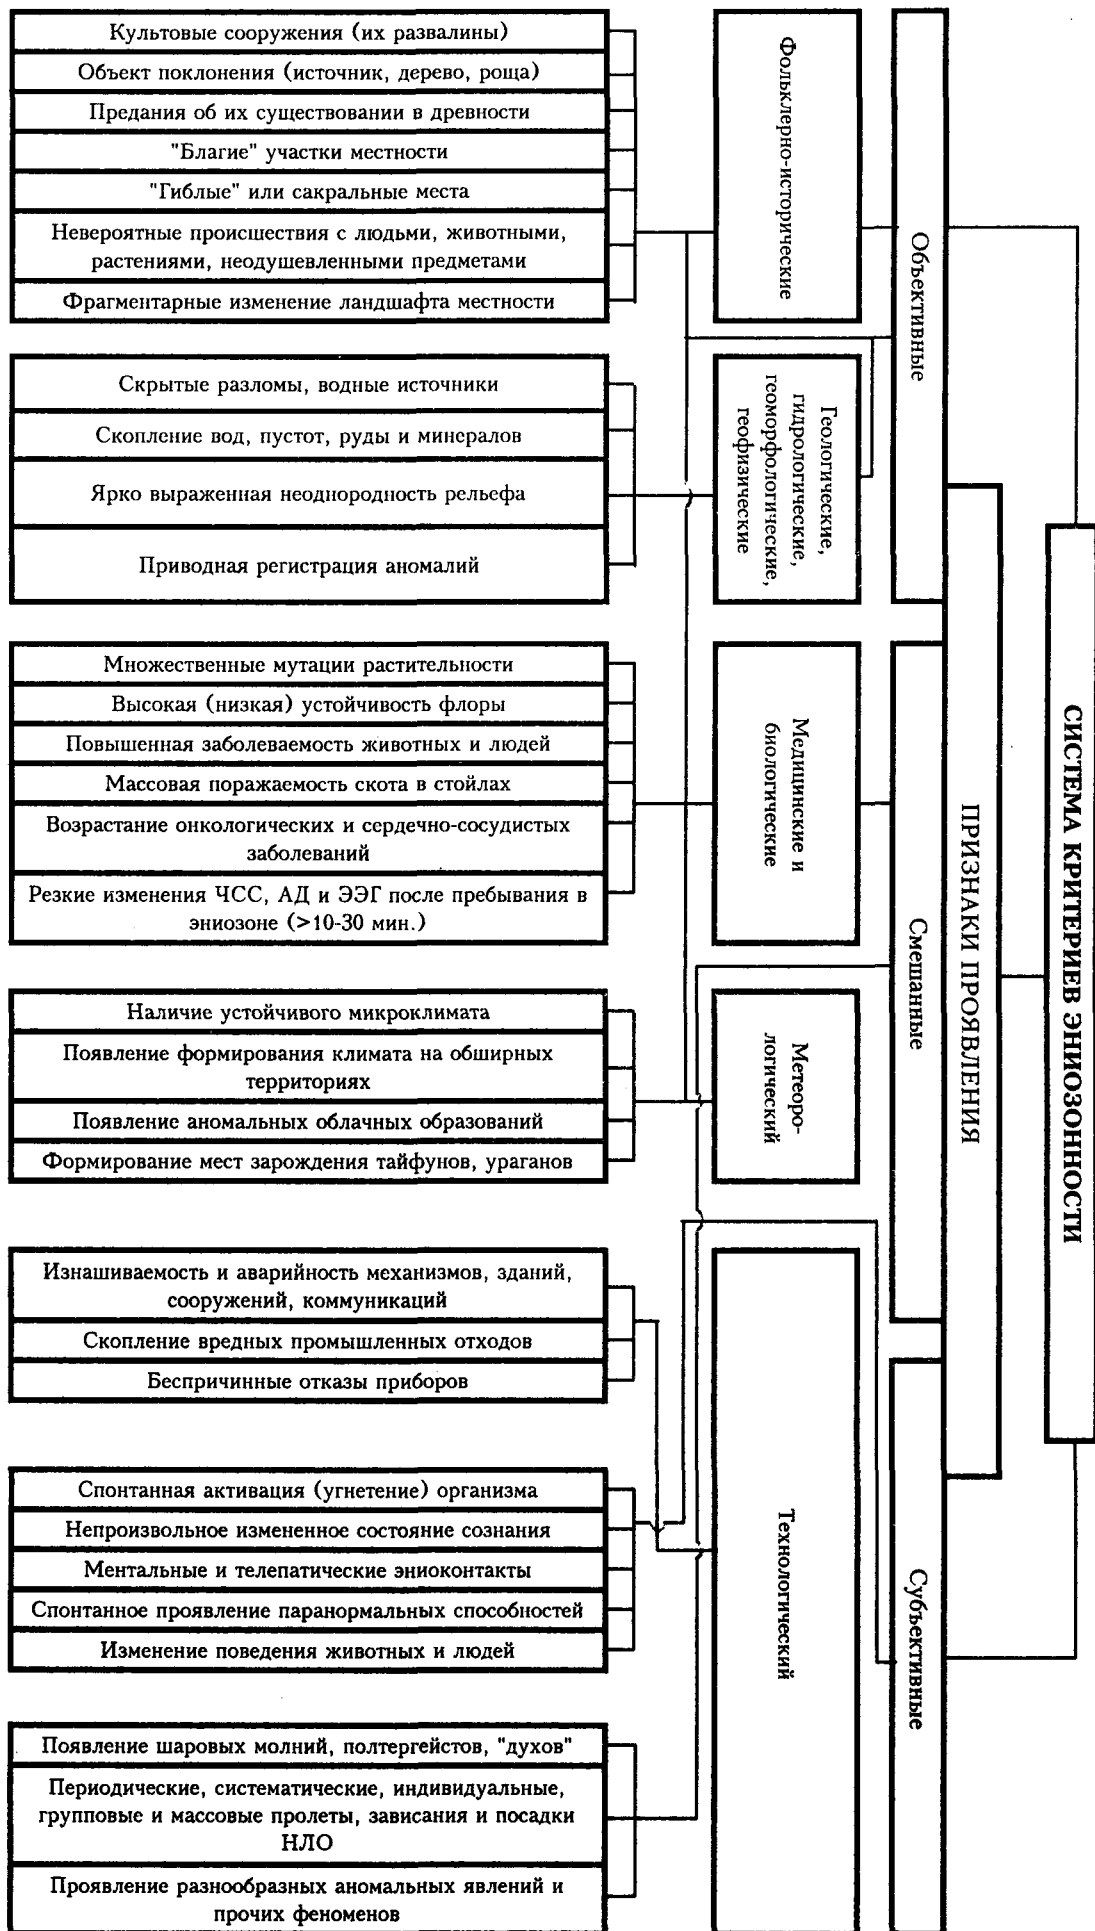 СИСТЕМА КРИТЕРИЕВ ЭНИОЗОННОСТИ
ПРИЗНАКИ ПРОЯВЛЕНИЯ
Объективные
Смешанные
Субъективные
Фольклерно-исторические
Геологические,
гидрологические,
геоморфологические,
геофизические
Медицинские и
биологические
Метеоро-
логический
Технологический
Культовые сооружения (их развалины)
Объект поклонения (источник, дерево, роща)
Предания об их существовании в древности
"Благие" участки местности
"Гиблые" или сакральные места
Невероятные происшествия с людьми, животными,
растениями, неодушевленными предметами
Фрагментарные изменение ландшафта местности
Скрытые разломы, водные источники
Скопление вод, пустот, руды и минералов
Ярко выраженная неоднородность рельефа
Приводная регистрация аномалий
Множественные мутации растительности
Высокая (низкая) устойчивость флоры
Повышенная заболеваемость животных и людей
Массовая поражаемость скота в стойлах
Возрастание онкологических и сердечно-сосудистых
заболеваний
Резкие изменения ЧСС, АД и ЭЭГ после пребывания в
эниозоне (>10-30 мин.)
Наличие устойчивого микроклимата
Появление формирования климата на обширных
территориях
Появление аномальных облачных образований
Формирование мест зарождения тайфунов, ураганов
Изнашиваемость и аварийность механизмов, зданий,
сооружений, коммуникаций
Скопление вредных промышленных отходов
Беспричинные отказы приборов
Спонтанная активация (угнетение) организма
Непроизвольное измененное состояние сознания
Ментальные и телепатические эниоконтакты
Спонтанное проявление паранормальных способностей
Изменение поведения животных и людей
Появление шаровых молний, полтергейстов, "духов"
Периодические, систематические, индивидуальные,
групповые и массовые пролеты, зависания и посадки
НЛО
Проявление разнообразных аномальных явлений и
прочих феноменов